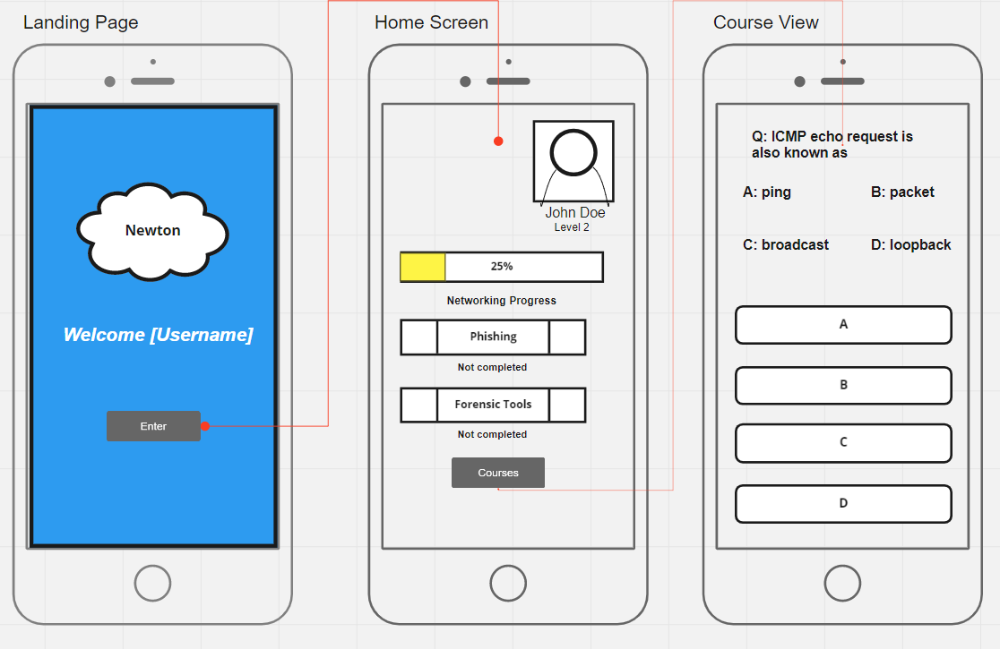 Landing Page
Newton
Welcome [Username]
Enter
Home Screen
John Doe
Level 2
25%
Networking Progress
Phishing
Not completed
Forensic Tools
Not completed
Courses
Course View
Q: ICMP echo request is
also known as
A: ping B: packet
C: broadcast D: loopback
A
B
C
D